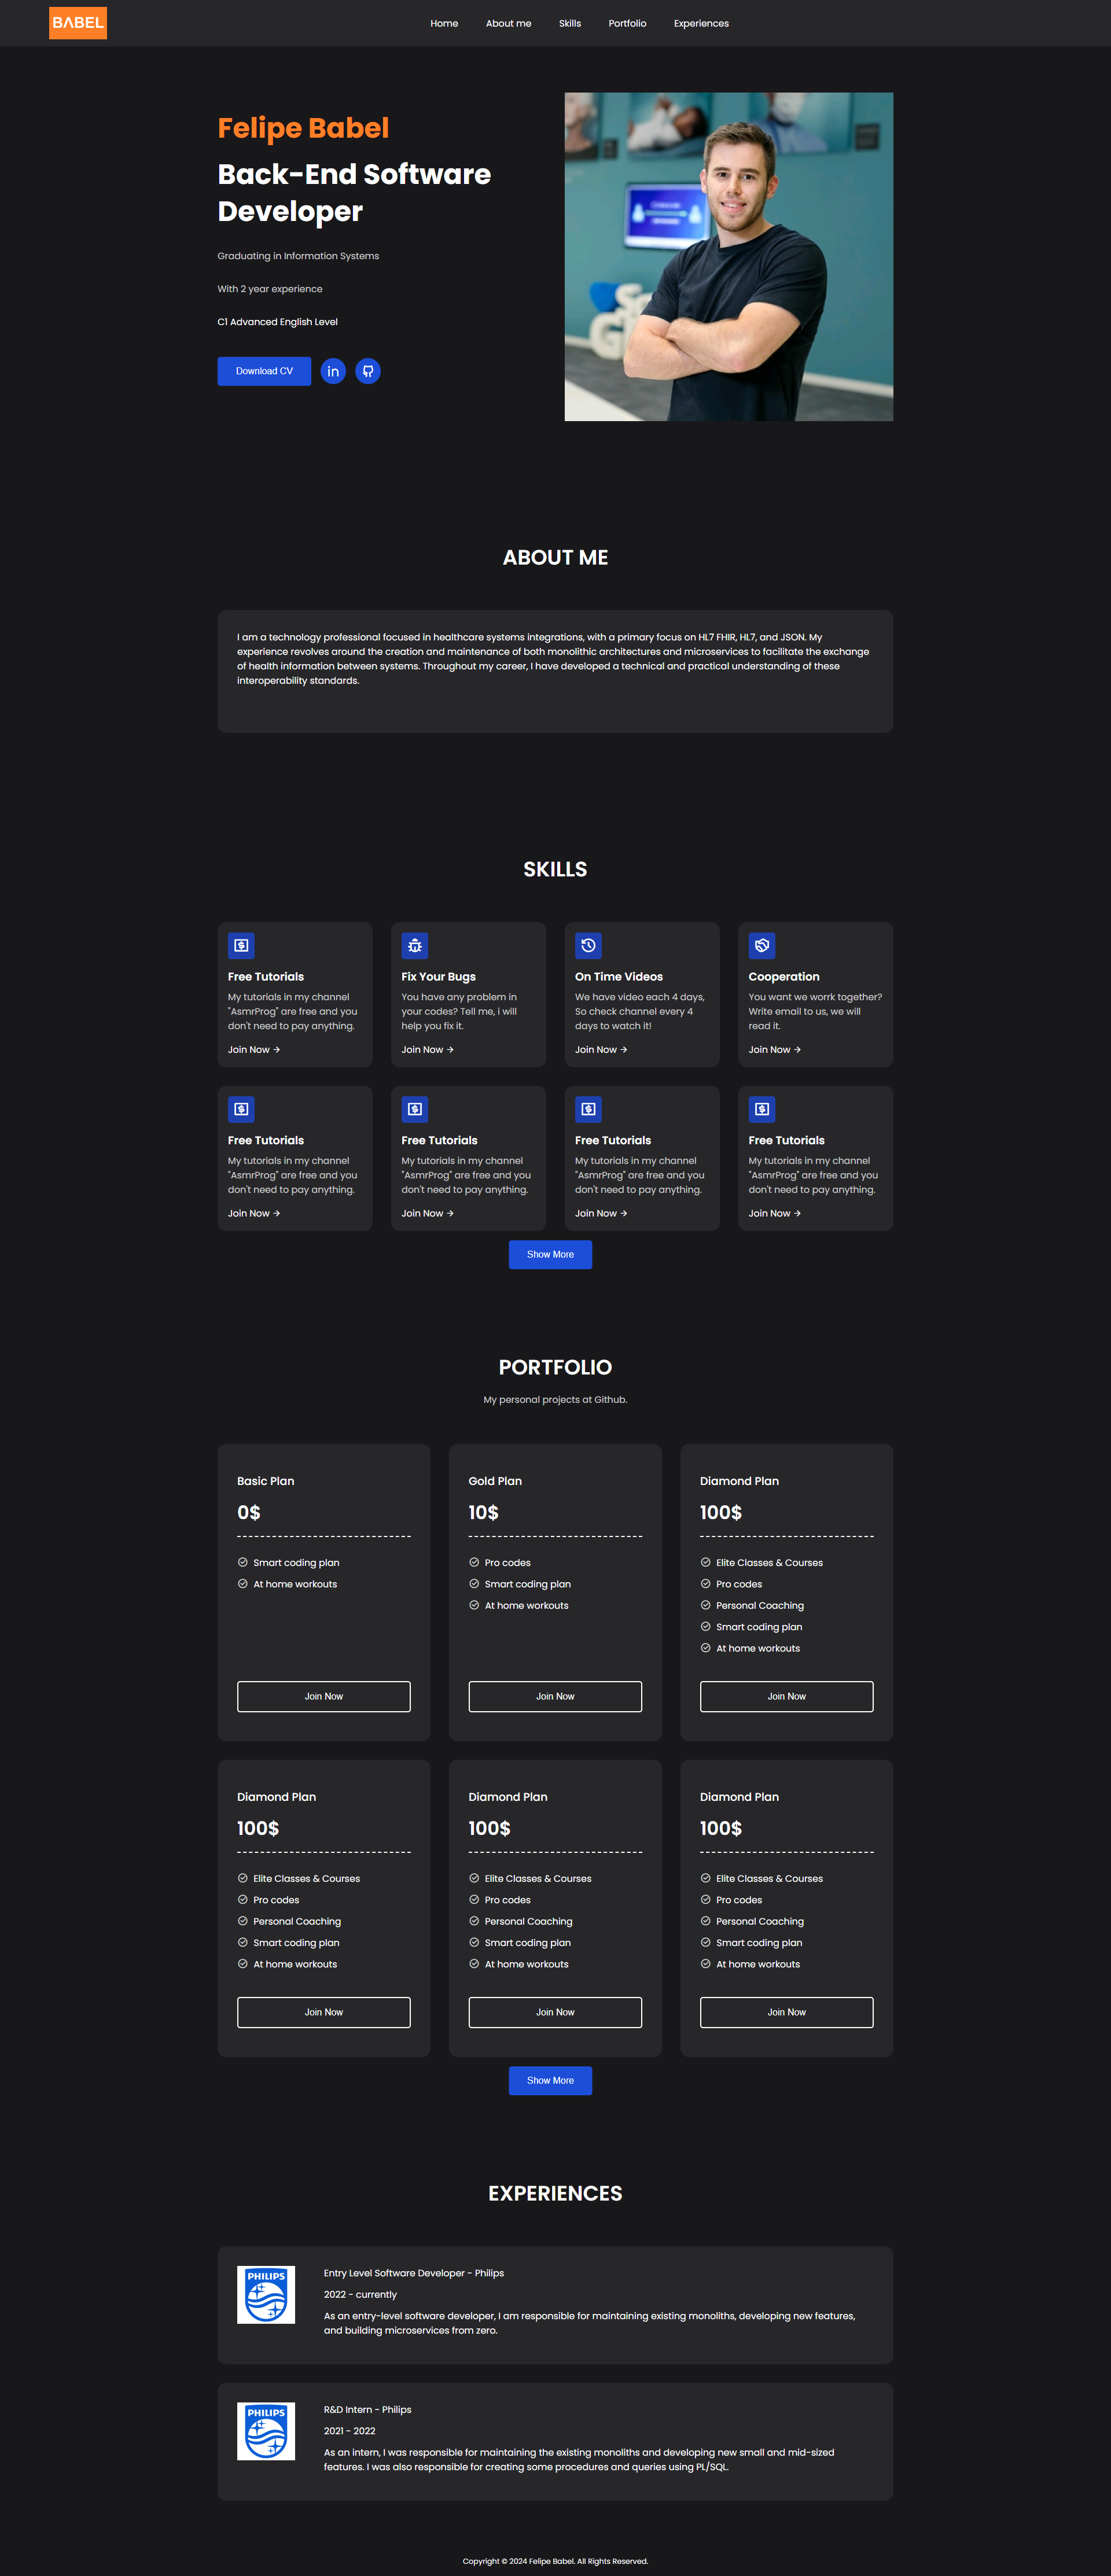 BΛBEL
Home
About me
Skills
Portfolio
Experiences
Felipe Babel
Back-End Software
Developer
Graduating in Information Systems
With 2 year experience
C1 Advanced English Level
Download CV
in
ABOUT ME
I am a technology professional focused in healthcare systems integrations, with a primary focus on HL7 FHIR, HL7, and JSON. My
experience revolves around the creation and maintenance of both monolithic architectures and microservices to facilitate the exchange
of health information between systems. Throughout my career, I have developed a technical and practical understanding of these
interoperability standards.
SKILLS
Free Tutorials
My tutorials in my channel
"AsmrProg" are free and you
don't need to pay anything.
Join Now →
Fix Your Bugs
You have any problem in
your codes? Tell me, i will
help you fix it.
Join Now →
On Time Videos
We have video each 4 days,
So check channel every 4
days to watch it!
Join Now →
Cooperation
You want we worrk together?
Write email to us, we will
read it.
Join Now →
Free Tutorials
My tutorials in my channel
"AsmrProg" are free and you
don't need to pay anything.
Join Now →
Free Tutorials
My tutorials in my channel
"AsmrProg" are free and you
don't need to pay anything.
Join Now →
Free Tutorials
My tutorials in my channel
"AsmrProg" are free and you
don't need to pay anything.
Join Now →
Free Tutorials
My tutorials in my channel
"AsmrProg" are free and you
don't need to pay anything.
Join Now →
Show More
PORTFOLIO
My personal projects at Github.
Basic Plan
0$
Smart coding plan
At home workouts
Join Now
Gold Plan
10$
Pro codes
Smart coding plan
At home workouts
Join Now
Diamond Plan
100$
Elite Classes & Courses
Pro codes
Personal Coaching
Smart coding plan
At home workouts
Join Now
Diamond Plan
100$
Elite Classes & Courses
Pro codes
Personal Coaching
Smart coding plan
At home workouts
Join Now
Diamond Plan
100$
Elite Classes & Courses
Pro codes
Personal Coaching
Smart coding plan
At home workouts
Join Now
Diamond Plan
100$
Elite Classes & Courses
Pro codes
Personal Coaching
Smart coding plan
At home workouts
Join Now
Show More
EXPERIENCES
PHILIPS
Entry Level Software Developer - Philips
2022 - currently
As an entry-level software developer, I am responsible for maintaining existing monoliths, developing new features,
and building microservices from zero.
PHILIPS
R&D Intern - Philips
2021 - 2022
As an intern, I was responsible for maintaining the existing monoliths and developing new small and mid-sized
features. I was also responsible for creating some procedures and queries using PL/SQL.
Copyright © 2024 Felipe Babel. All Rights Reserved.